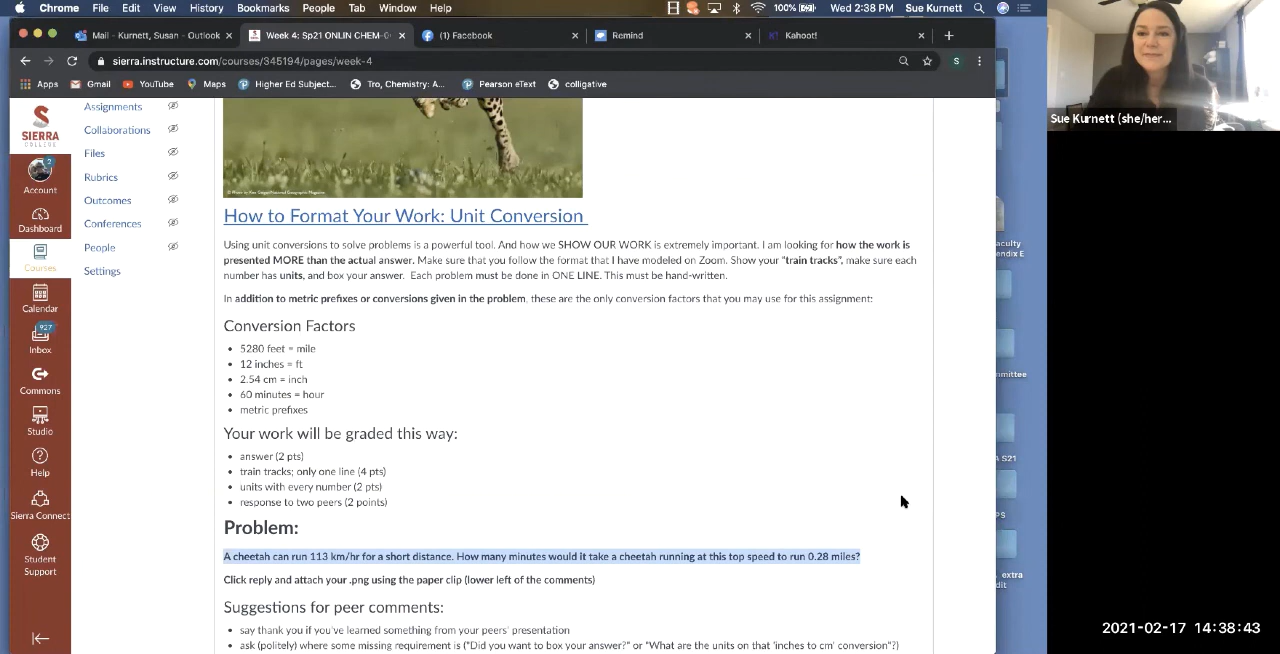 Chrome File Edit View History Bookmarks People Tab Window Help 100% Wed 2:38 PM Sue Kurnett
Mail - Kurnett, Susan - Outlook Week 4: Sp21 ONLIN CHEM-0 (1) Facebook Remind Kahoot!
sierra.instructure.com/courses/345194/pages/week-4
Apps Gmail YouTube Maps Higher Ed Subject... Tro, Chemistry: A... Pearson eText colligative
Sue Kurnett (she/her...
SIERRA
COLLEGE
2
Account
Dashboard
Courses
Calendar
927
Inbox
Commons
Studio
Help
Sierra Connect
Student
Support
Assignments
Collaborations
Files
Rubrics
Outcomes
Conferences
People
Settings
How to Format Your Work: Unit Conversion
Using unit conversions to solve problems is a powerful tool. And how we SHOW OUR WORK is extremely important. I am looking for how the work is
presented MORE than the actual answer. Make sure that you follow the format that I have modeled on Zoom. Show your "train tracks", make sure each
number has units, and box your answer. Each problem must be done in ONE LINE. This must be hand-written.
In addition to metric prefixes or conversions given in the problem, these are the only conversion factors that you may use for this assignment:
Conversion Factors
5280 feet = mile
12 inches = ft
2.54 cm = inch
60 minutes = hour
metric prefixes
Your work will be graded this way:
answer (2 pts)
train tracks; only one line (4 pts)
units with every number (2 pts)
response to two peers (2 points)
Problem:
A cheetah can run 113 km/hr for a short distance. How many minutes would it take a cheetah running at this top speed to run 0.28 miles?
Click reply and attach your .png using the paper clip (lower left of the comments)
Suggestions for peer comments:
say thank you if you've learned something from your peers' presentation
ask (politely) where some missing requirement is ("Did you want to box your answer?" or "What are the units on that 'inches to cm' conversion"?)
2021-02-17 14:38:43